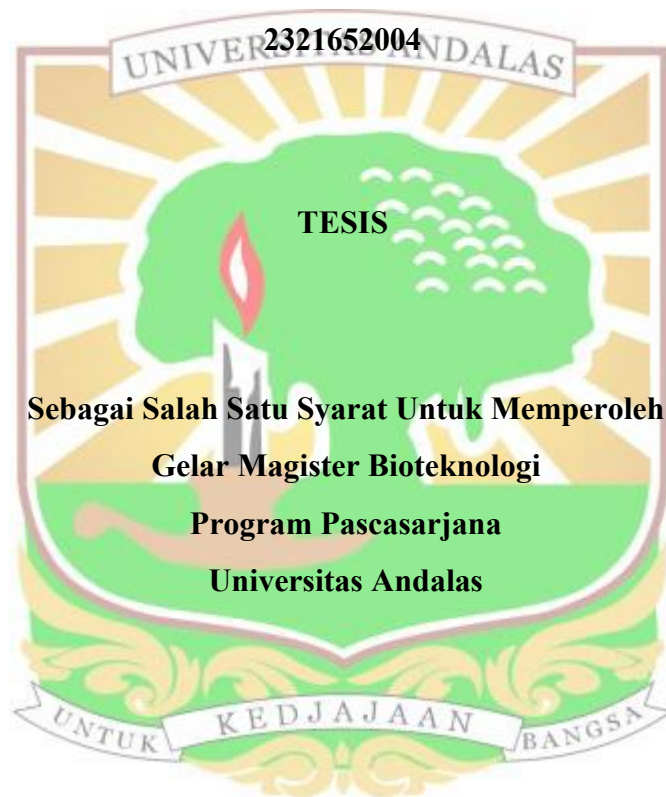 UNIVERSITAS ANDALAS
2321652004
TESIS
Sebagai Salah Satu Syarat Untuk Memperoleh
Gelar Magister Bioteknologi
Program Pascasarjana
Universitas Andalas
UNTUK KEDJAJAAN BANGSA